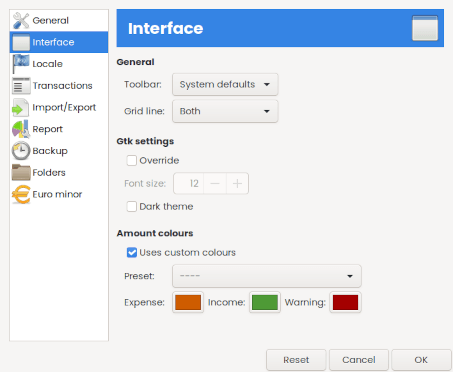 General
Interface
Locale
Transactions
Import/Export
Report
Backup
Folders
Euro minor
Interface
General
Toolbar: System defaults
Grid line: Both
Gtk settings
Override
Font size: 12
Dark theme
Amount colours
Uses custom colours
Preset: ----
Expense: Income: Warning:
Reset Cancel OK